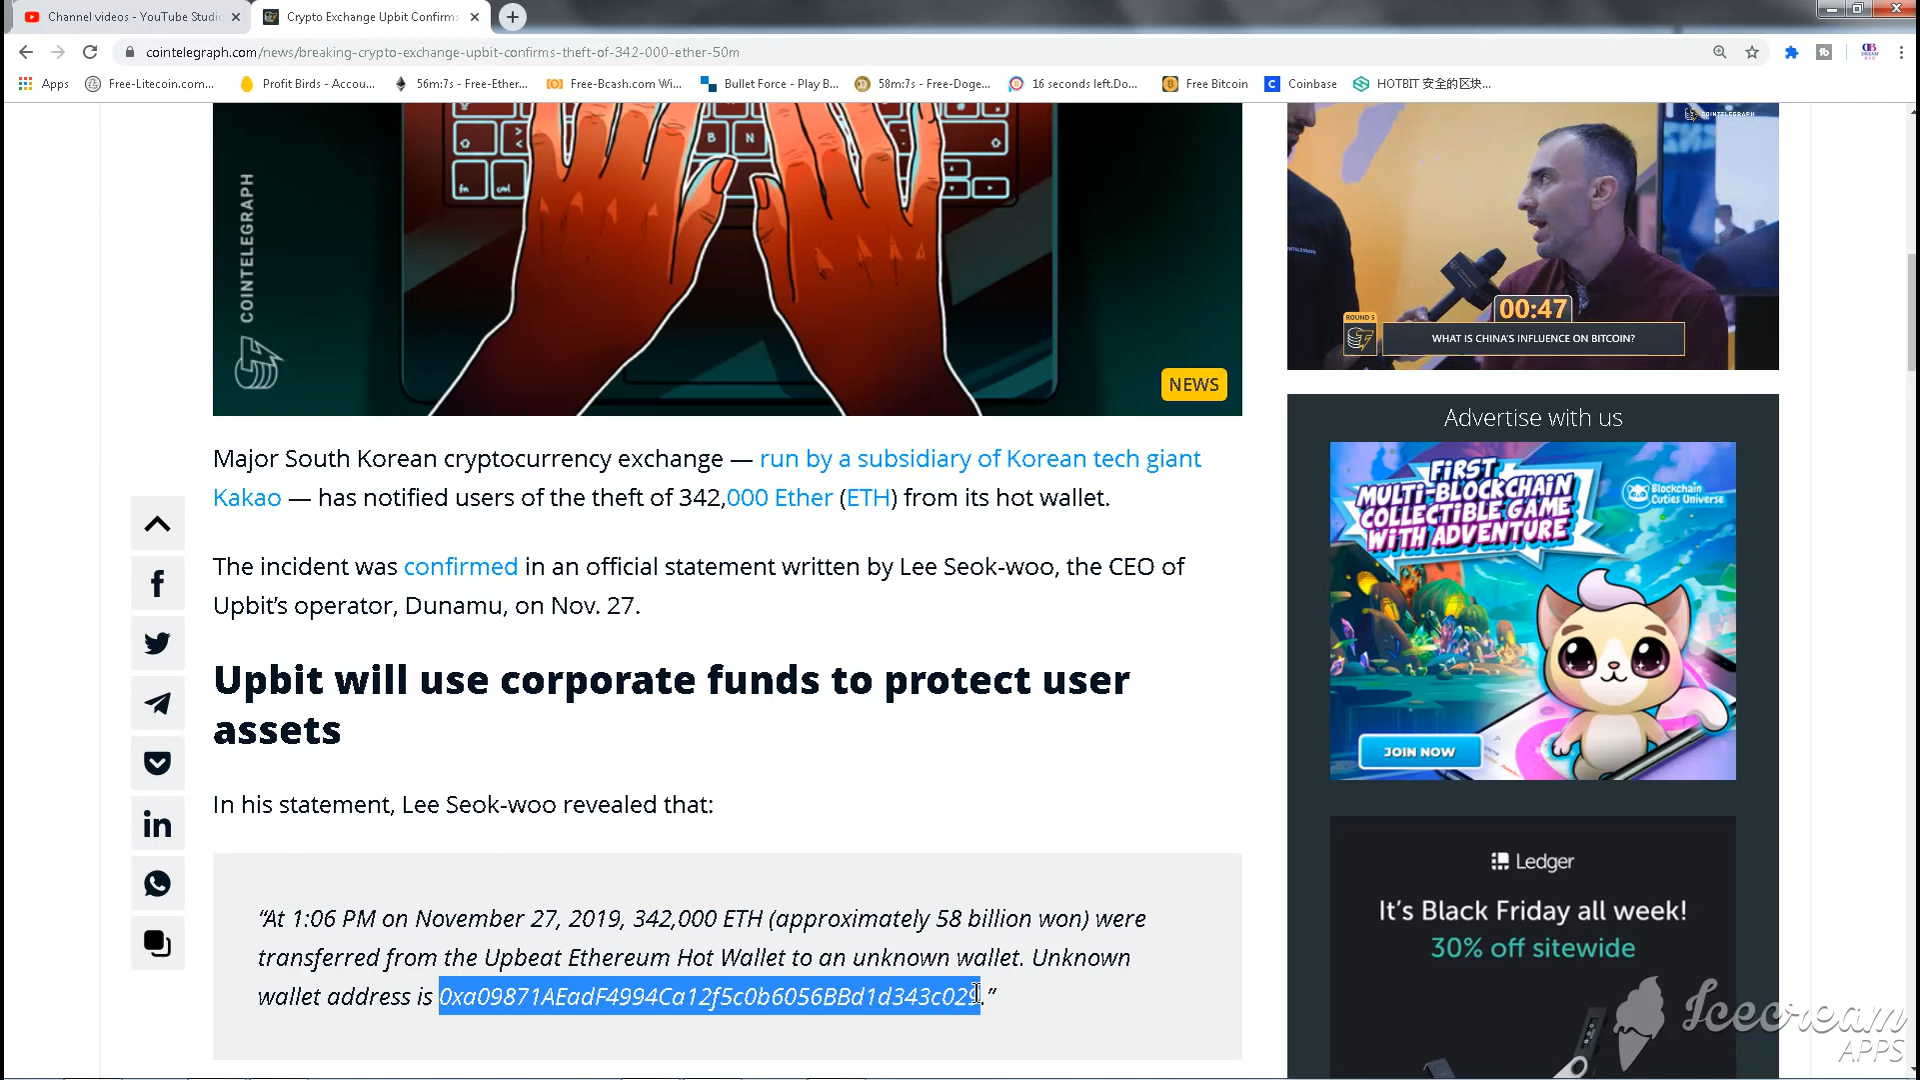 Channel videos - YouTube Studi
Crypto Exchange Upbit Confirms
cointelegraph.com/news/breaking-crypto-exchange-upbit-confirms-theft-of-342-000-ether-50m
Apps
Free-Litecoin.com...
Profit Birds - Accou...
56m:7s - Free-Ether...
Free-Bcash.com Wi...
Bullet Force - Play B...
58m:7s - Free-Doge...
16 seconds left.Do...
Free Bitcoin
Coinbase
HOTBIT 安全的区块...
fn
cmd
B
N
COINTELEGRAPH
NEWS
COINTELEGRAPH
00:47
ROUND 5
WHAT IS CHINA'S INFLUENCE ON BITCOIN?
Major South Korean cryptocurrency exchange — run by a subsidiary of Korean tech giant
Kakao — has notified users of the theft of 342,000 Ether (ETH) from its hot wallet.
The incident was confirmed in an official statement written by Lee Seok-woo, the CEO of
Upbit’s operator, Dunamu, on Nov. 27.
Upbit will use corporate funds to protect user
assets
In his statement, Lee Seok-woo revealed that:
“At 1:06 PM on November 27, 2019, 342,000 ETH (approximately 58 billion won) were
transferred from the Upbeat Ethereum Hot Wallet to an unknown wallet. Unknown
wallet address is 0xa09871AEadF4994Ca12f5c0b6056BBd1d343c029.”
Advertise with us
FIRST
MULTI-BLOCKCHAIN
COLLECTIBLE GAME
WITH ADVENTURE
Blockchain
Cuties Universe
JOIN NOW
Ledger
It’s Black Friday all week!
30% off sitewide
Icecream
APPS